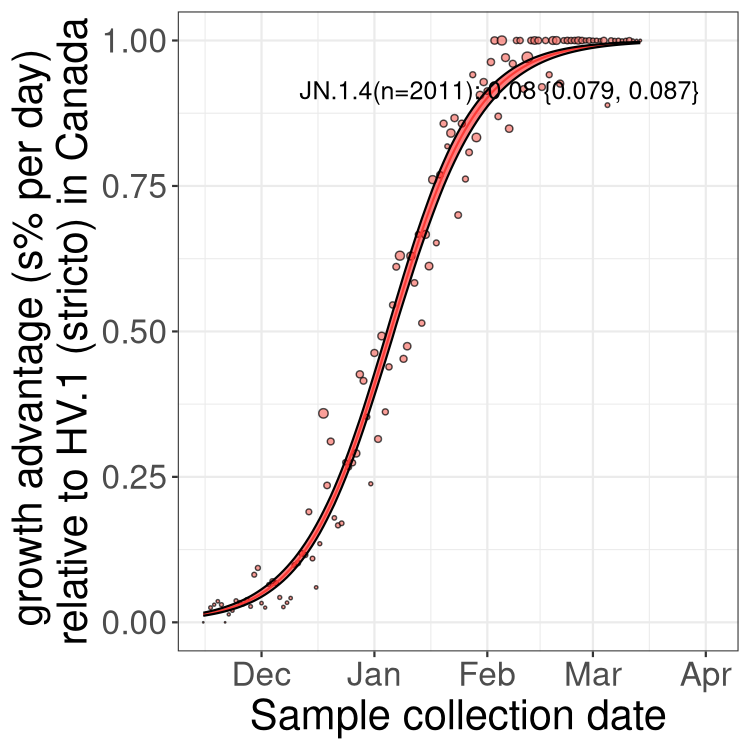 growth advantage (s% per day)
relative to HV.1 (stricto) in Canada
1.00
0.75
0.50
0.25
0.00
JN.1.4(n=2011): 0.08 {0.079, 0.087}
Dec Jan Feb Mar Apr
Sample collection date